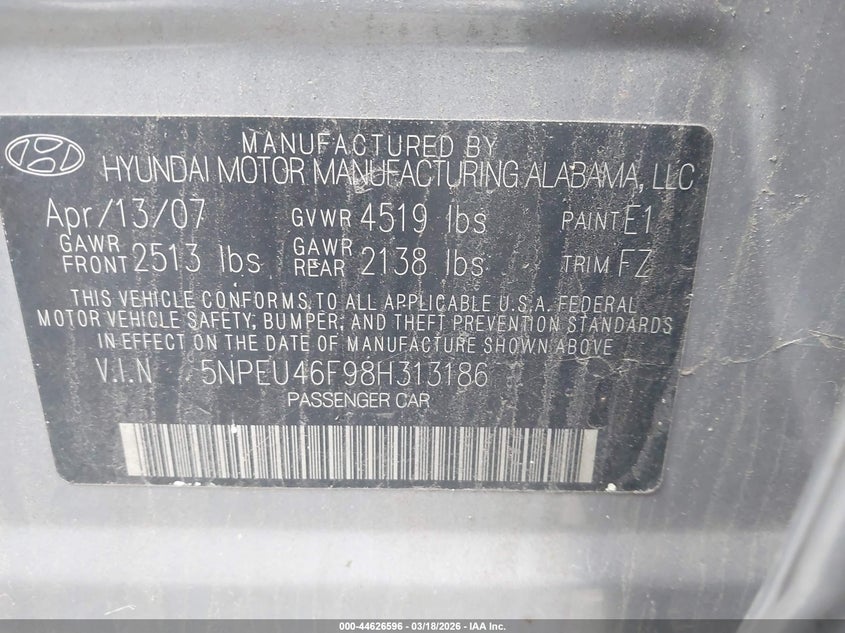 MANUFACTURED BY
HYUNDAI MOTOR MANUFACTURING ALABAMA, LLC
Apr/13/07 GVWR 4519 lbs PAINT E1
GAWR FRONT 2513 lbs GAWR REAR 2138 lbs TRIM FZ
THIS VEHICLE CONFORMS TO ALL APPLICABLE U.S.A. FEDERAL
MOTOR VEHICLE SAFETY, BUMPER, AND THEFT PREVENTION STANDARDS
IN EFFECT ON THE DATE OF MANUFACTURE SHOWN ABOVE
V.I.N 5NPEU46F98H313186
PASSENGER CAR
000-44626596 - 03/18/2026 - IAA Inc.